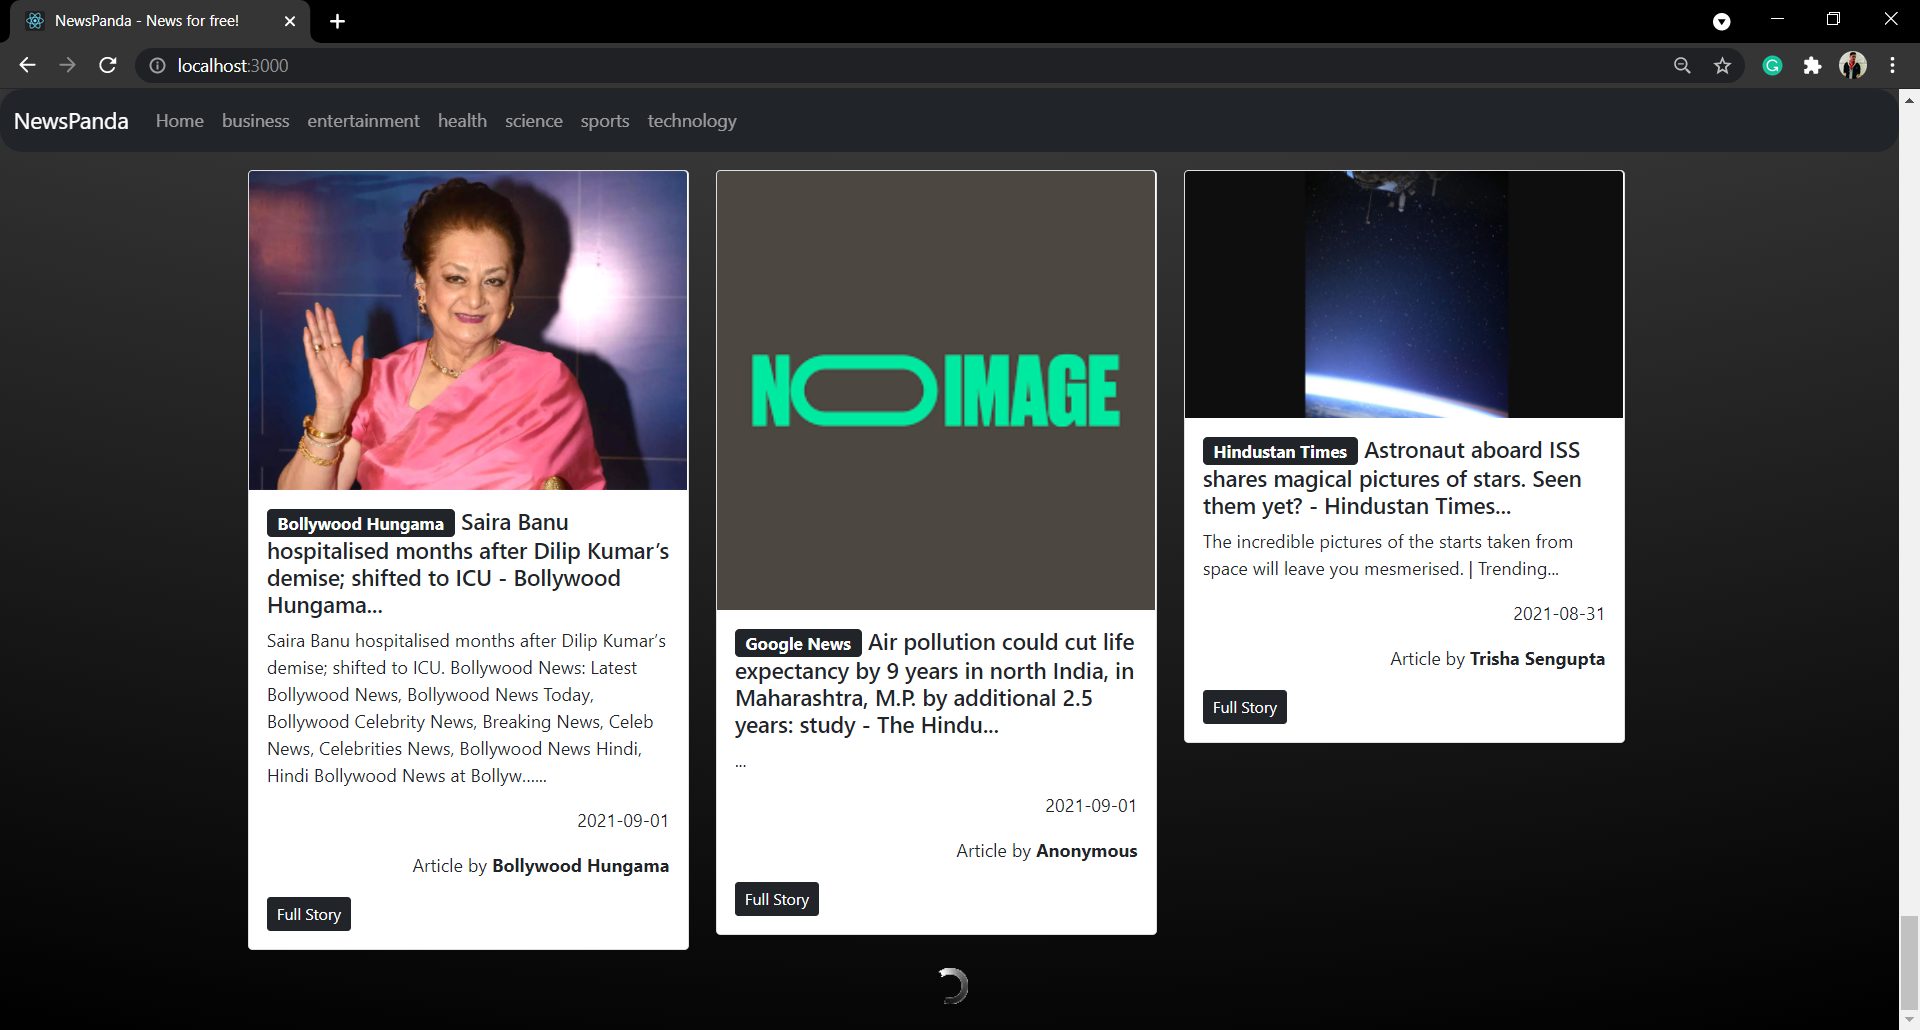 NewsPanda - News for free!
localhost:3000
NewsPanda Home business entertainment health science sports technology
Bollywood Hungama Saira Banu
hospitalised months after Dilip Kumar’s
demise; shifted to ICU - Bollywood
Hungama...
Saira Banu hospitalised months after Dilip Kumar’s
demise; shifted to ICU. Bollywood News: Latest
Bollywood News, Bollywood News Today,
Bollywood Celebrity News, Breaking News, Celeb
News, Celebrities News, Bollywood News Hindi,
Hindi Bollywood News at Bollyw......
2021-09-01
Article by Bollywood Hungama
Full Story
NO IMAGE
Google News Air pollution could cut life
expectancy by 9 years in north India, in
Maharashtra, M.P. by additional 2.5
years: study - The Hindu...
...
2021-09-01
Article by Anonymous
Full Story
Hindustan Times Astronaut aboard ISS
shares magical pictures of stars. Seen
them yet? - Hindustan Times...
The incredible pictures of the starts taken from
space will leave you mesmerised. | Trending...
2021-08-31
Article by Trisha Sengupta
Full Story